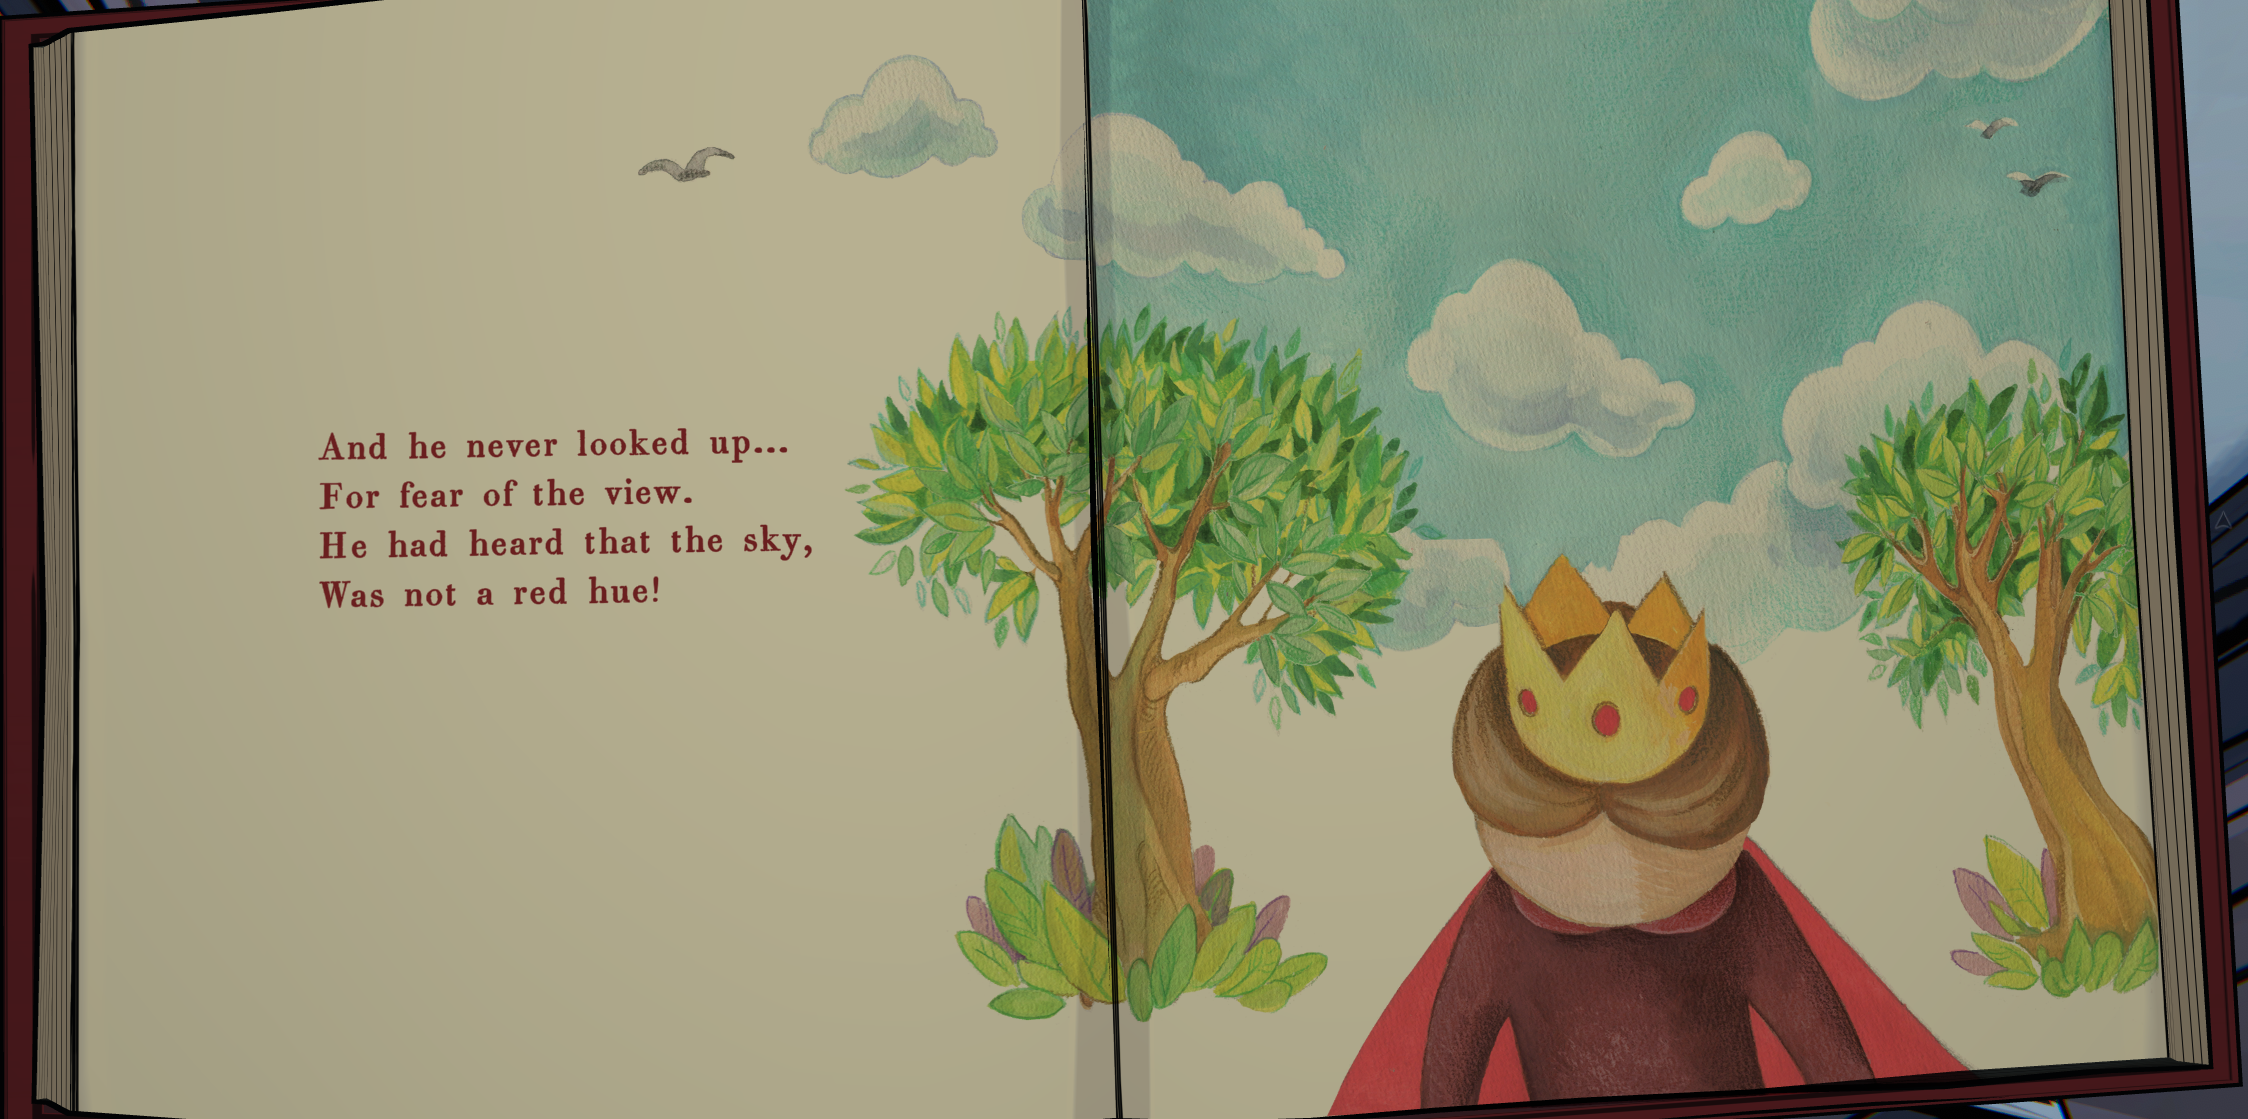 And he never looked up...
For fear of the view.
He had heard that the sky,
Was not a red hue!